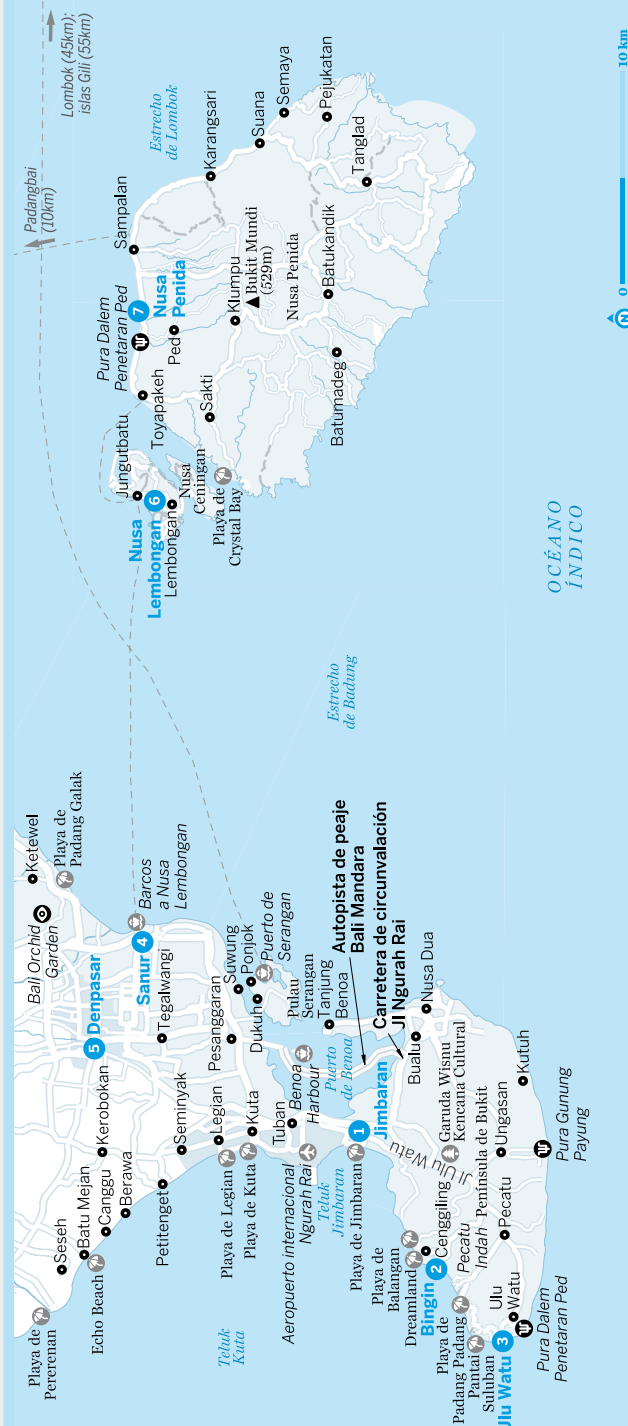 Playa de
Pererenan
Seseh
Batu Mejan
Echo Beach
Canggu
Berawa
Kerobokan
Petitenget
Seminyak
5 Denpasar
Bali Orchid
Garden
Ketewel
Playa de
Padang Galak
Sanur 4
Barcos
a Nusa
Lembongan
Tegalwangi
Legian
Playa de Legian
Kuta
Playa de Kuta
Teluk
Kuta
Pesanggaran
Suwung
Ponjok
Dukuh
Puerto de
Serangan
Pulau
Serangan
Tuban
Benoa
Harbour
Aeropuerto internacional
Ngurah Rai
Teluk
Jimbaran
Puerto
de Benoa
Tanjung
Benoa
Autopista de peaje
Bali Mandara
Carretera de circunvalación
Jl Ngurah Rai
Playa de Jimbaran
1
Jimbaran
Jl Ulu Watu
Bualu
Nusa Dua
Garuda Wisnu
Kencana Cultural
Península de Bukit
Playa de
Balangan
Dreamland
Cenggiling
Bingin 2
Pecatu
Indah
Playa de
Padang Padang
Pantai
Suluban
Ulu
Watu
Ulu Watu 3
Pura Dalem
Penetaran Ped
Pecatu
Ungasan
Kutuh
Pura Gunung
Payung
Estrecho
de Badung
OCÉANO
ÍNDICO
Jungutbatu
Nusa
Lembongan 6
Lembongan
Nusa
Ceningan
Playa de
Crystal Bay
Toyapakeh
Pura Dalem
Penetaran Ped
Ped
7
Nusa
Penida
Sampalan
Padangbai
(10km)
Lombok (45km);
islas Gili (55km)
Estrecho
de Lombok
Karangsari
Suana
Semaya
Pejukatan
Tanglad
Sakti
Klumpu
Bukit Mundi
(529m)
Nusa Penida
Batukandik
Batumadeg
N
0
10 km